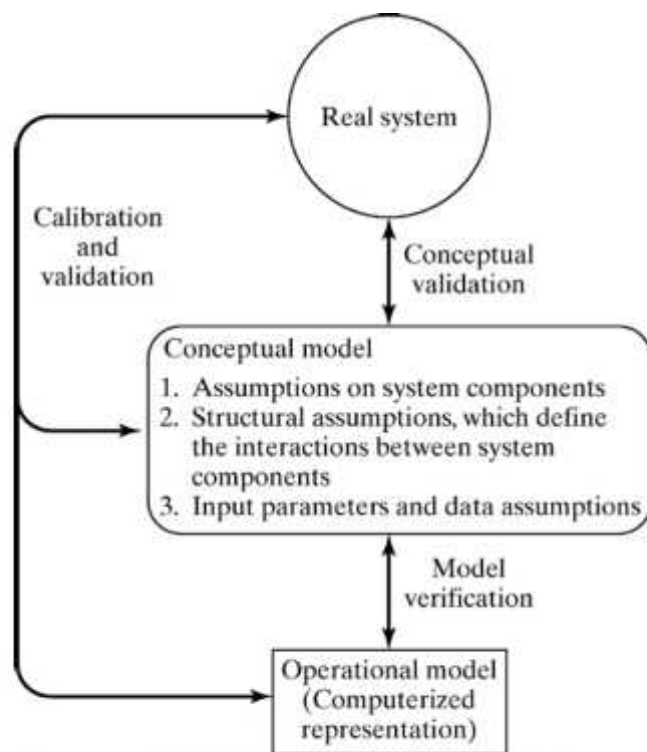 Real system
Calibration
and
validation
Conceptual
validation
Conceptual model
1. Assumptions on system components
2. Structural assumptions, which define
the interactions between system
components
3. Input parameters and data assumptions
Model
verification
Operational model
(Computerized
representation)